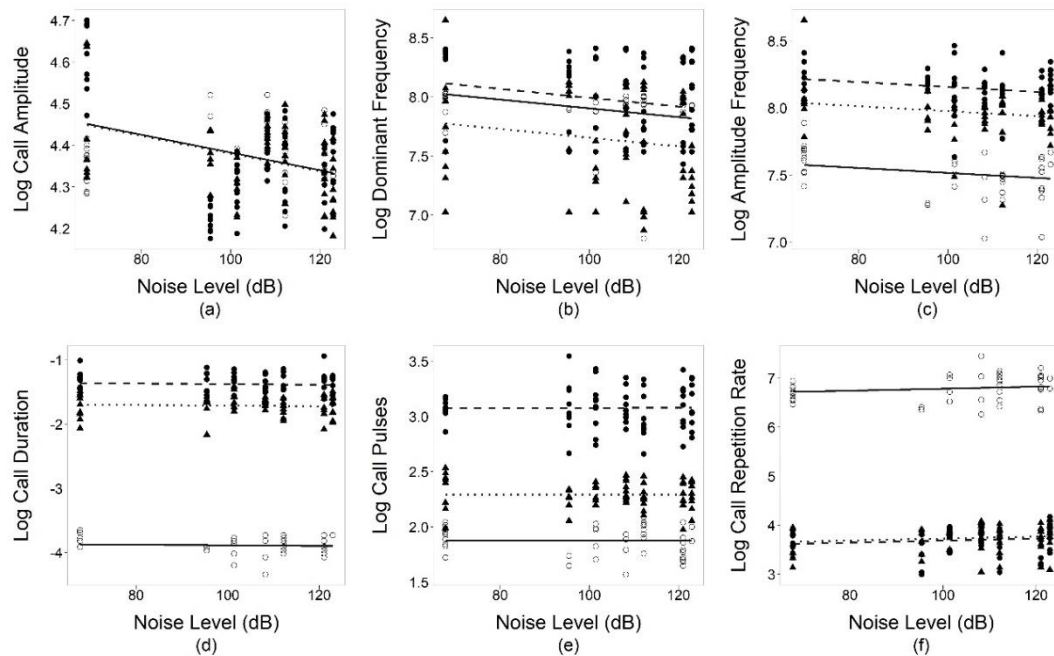 Log Call Amplitude
4.7
4.6
4.5
4.4
4.3
4.2
80 100 120
Noise Level (dB)
(a)
Log Dominant Frequency
8.5
8.0
7.5
7.0
80 100 120
Noise Level (dB)
(b)
Log Amplitude Frequency
8.5
8.0
7.5
7.0
80 100 120
Noise Level (dB)
(c)
Log Call Duration
-1
-2
-3
-4
80 100 120
Noise Level (dB)
(d)
Log Call Pulses
3.5
3.0
2.5
2.0
1.5
80 100 120
Noise Level (dB)
(e)
Log Call Repetition Rate
7
6
5
4
3
80 100 120
Noise Level (dB)
(f)